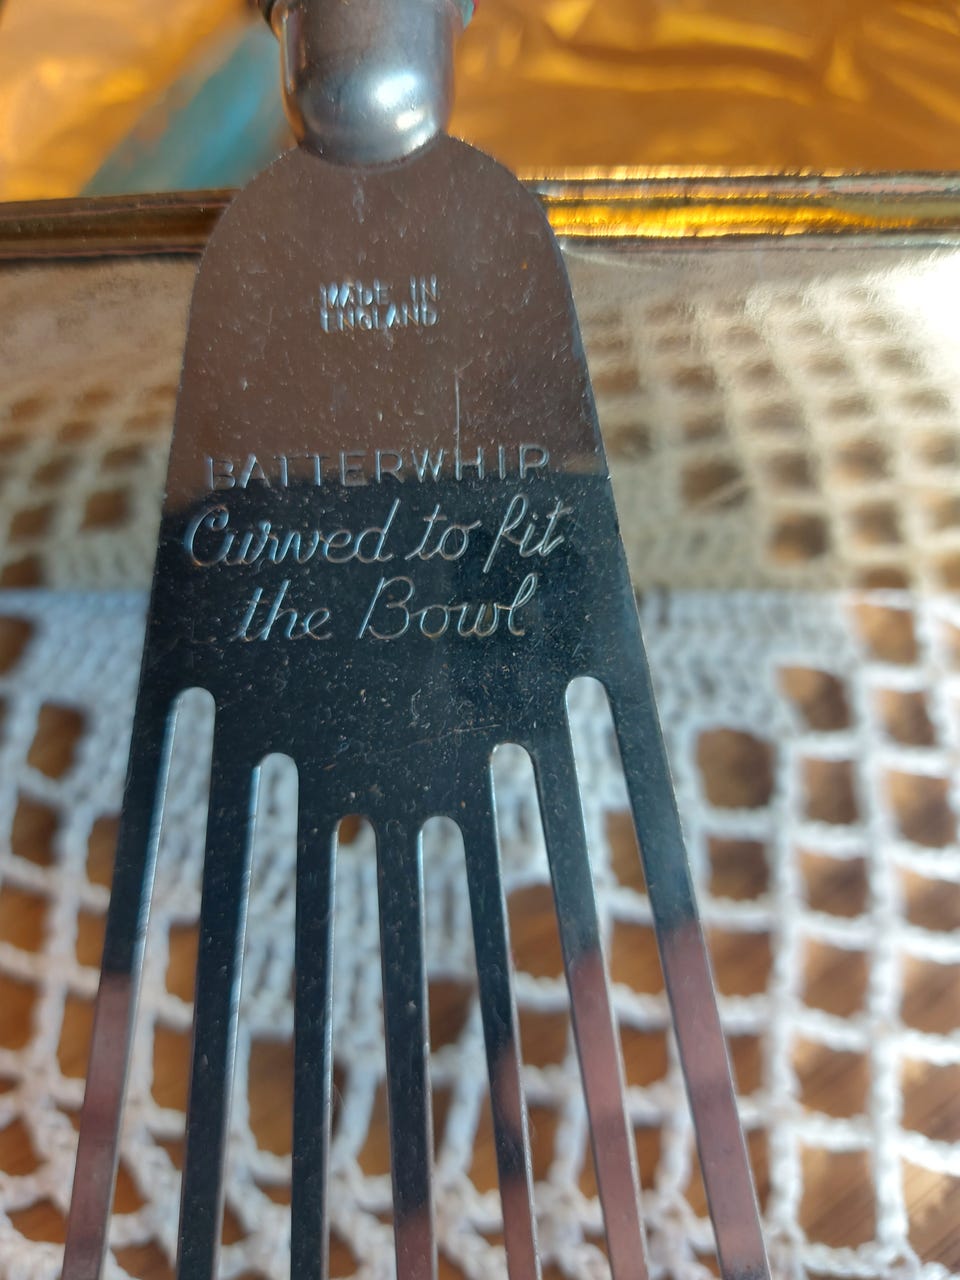 MADE IN
ENGLAND
BATTERWHIP
Curved to fit
the Bowl